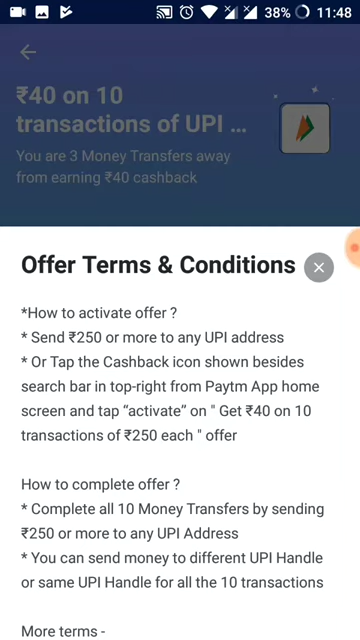 38% 11:48
₹40 on 10
transactions of UPI ...
You are 3 Money Transfers away
from earning ₹40 cashback
Offer Terms & Conditions
*How to activate offer ?
* Send ₹250 or more to any UPI address
* Or Tap the Cashback icon shown besides
search bar in top-right from Paytm App home
screen and tap “activate” on " Get ₹40 on 10
transactions of ₹250 each " offer
How to complete offer ?
* Complete all 10 Money Transfers by sending
₹250 or more to any UPI Address
* You can send money to different UPI Handle
or same UPI Handle for all the 10 transactions
More terms -